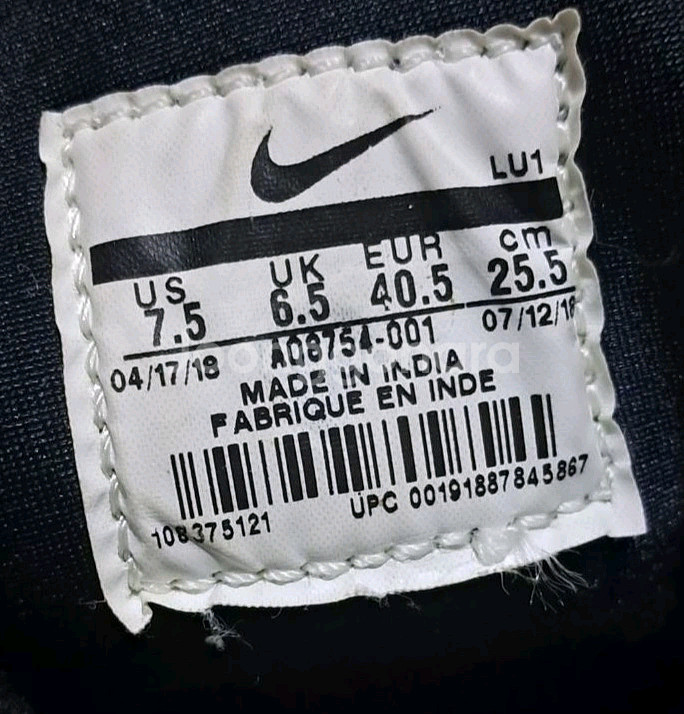 LU1
US UK EUR cm
7.5 6.5 40.5 25.5
04/17/18 AO8754-001 07/12/18
MADE IN INDIA
FABRIQUE EN INDE
108375121 UPC 00191887845867